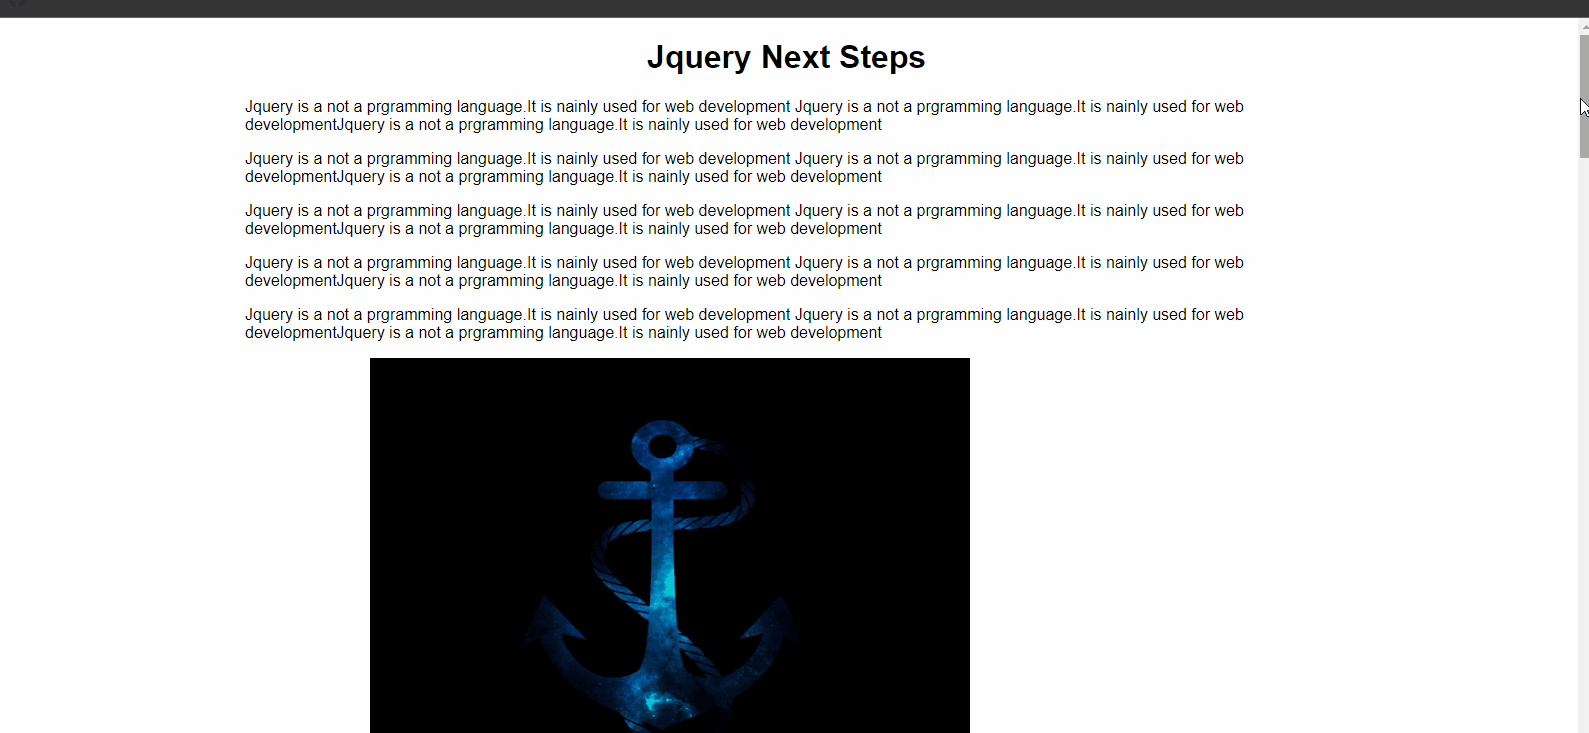 Jquery Next Steps
Jquery is a not a prgramming language.It is nainly used for web development Jquery is a not a prgramming language.It is nainly used for web
developmentJquery is a not a prgramming language.It is nainly used for web development
Jquery is a not a prgramming language.It is nainly used for web development Jquery is a not a prgramming language.It is nainly used for web
developmentJquery is a not a prgramming language.It is nainly used for web development
Jquery is a not a prgramming language.It is nainly used for web development Jquery is a not a prgramming language.It is nainly used for web
developmentJquery is a not a prgramming language.It is nainly used for web development
Jquery is a not a prgramming language.It is nainly used for web development Jquery is a not a prgramming language.It is nainly used for web
developmentJquery is a not a prgramming language.It is nainly used for web development
Jquery is a not a prgramming language.It is nainly used for web development Jquery is a not a prgramming language.It is nainly used for web
developmentJquery is a not a prgramming language.It is nainly used for web development